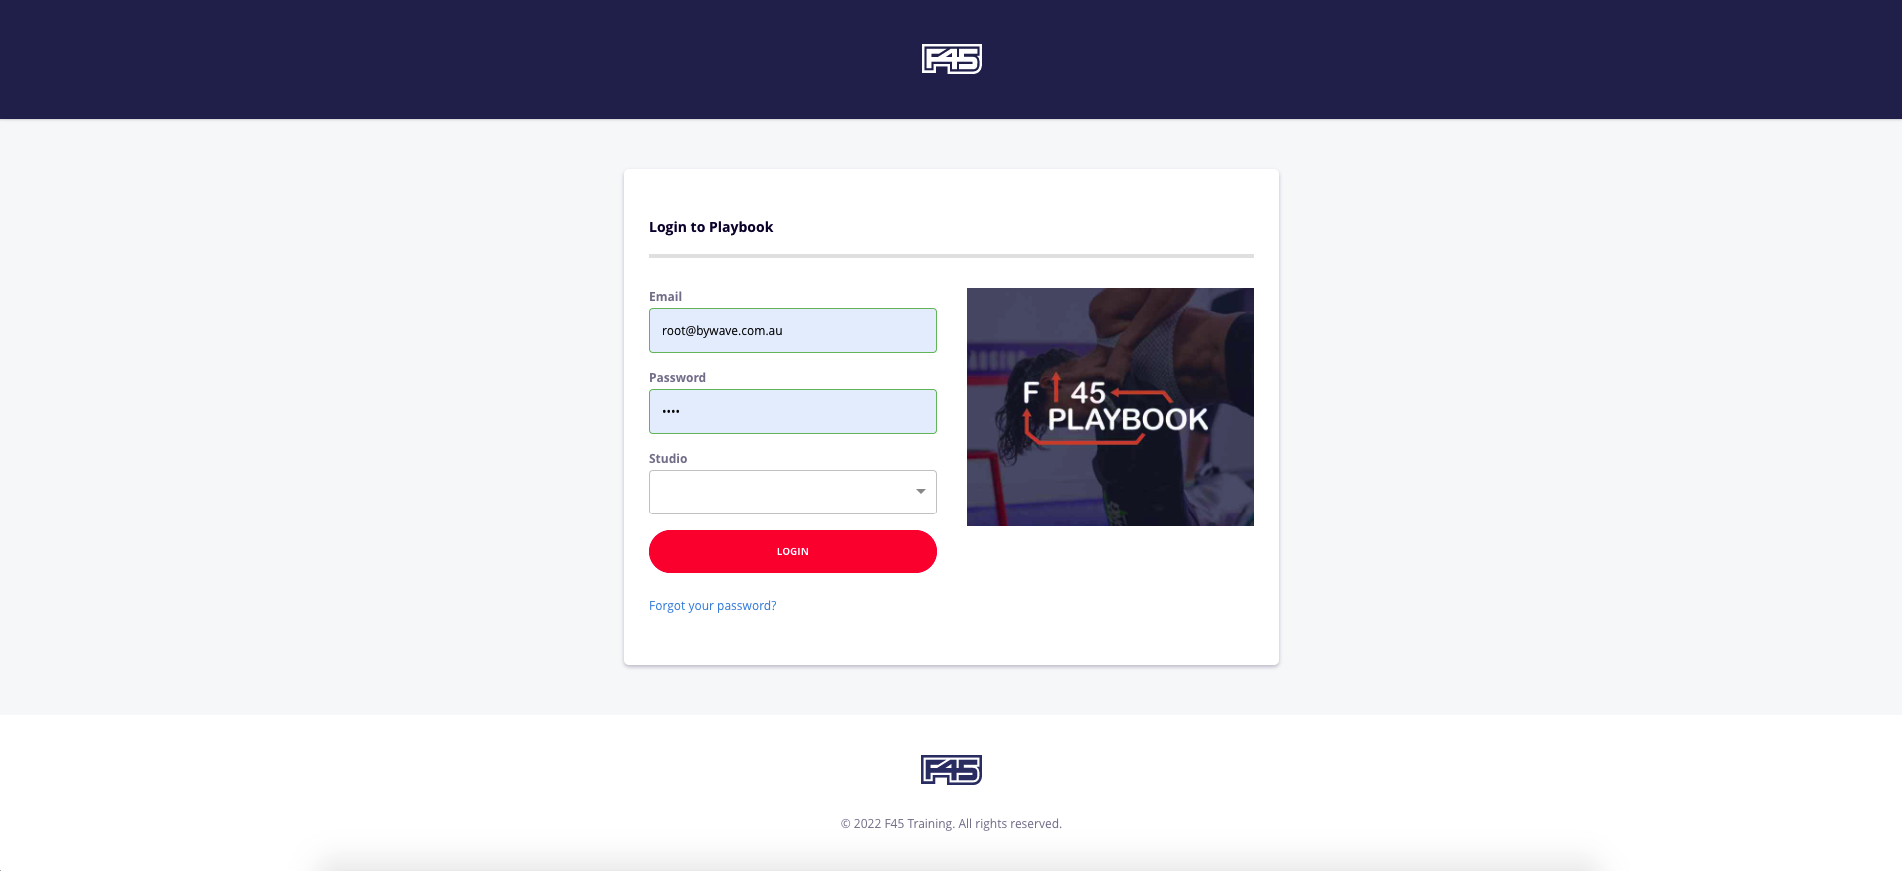 F45
Login to Playbook
Email
root@bywave.com.au
Password
••••
Studio
LOGIN
Forgot your password?
F 45
PLAYBOOK
F45
© 2022 F45 Training. All rights reserved.